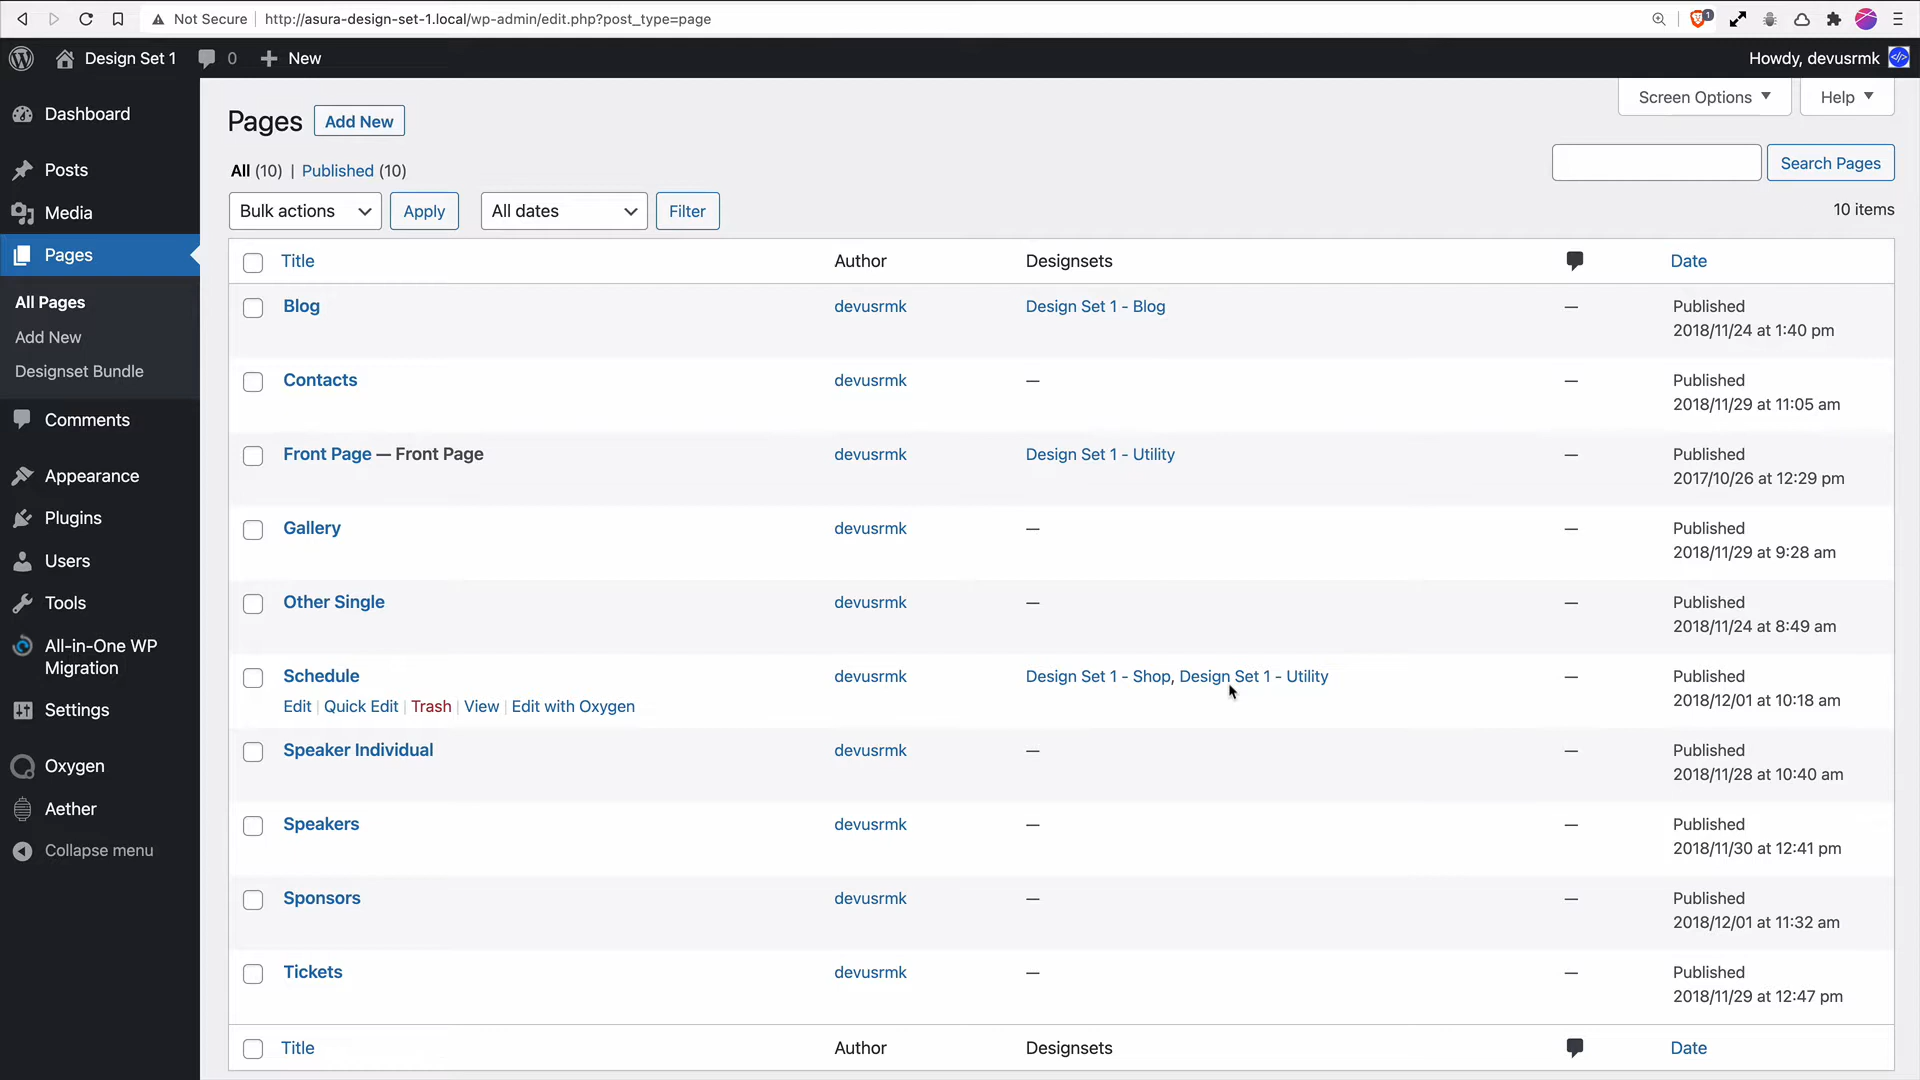 Not Secure | http://asura-design-set-1.local/wp-admin/edit.php?post_type=page 1
Design Set 1 0 New Howdy, devusrmk
Dashboard
Posts
Media
Pages
All Pages
Add New
Designset Bundle
Comments
Appearance
Plugins
Users
Tools
All-in-One WP
Migration
Settings
Oxygen
Aether
Collapse menu
Screen Options Help
Pages Add New
All (10) | Published (10)
Search Pages
Bulk actions Apply All dates Filter 10 items
Title Author Designsets Date
Blog devusrmk Design Set 1 - Blog — Published
2018/11/24 at 1:40 pm
Contacts devusrmk — — Published
2018/11/29 at 11:05 am
Front Page — Front Page devusrmk Design Set 1 - Utility — Published
2017/10/26 at 12:29 pm
Gallery devusrmk — — Published
2018/11/29 at 9:28 am
Other Single devusrmk — — Published
2018/11/24 at 8:49 am
Schedule devusrmk Design Set 1 - Shop, Design Set 1 - Utility — Published
Edit | Quick Edit | Trash | View | Edit with Oxygen 2018/12/01 at 10:18 am
Speaker Individual devusrmk — — Published
2018/11/28 at 10:40 am
Speakers devusrmk — — Published
2018/11/30 at 12:41 pm
Sponsors devusrmk — — Published
2018/12/01 at 11:32 am
Tickets devusrmk — — Published
2018/11/29 at 12:47 pm
Title Author Designsets Date